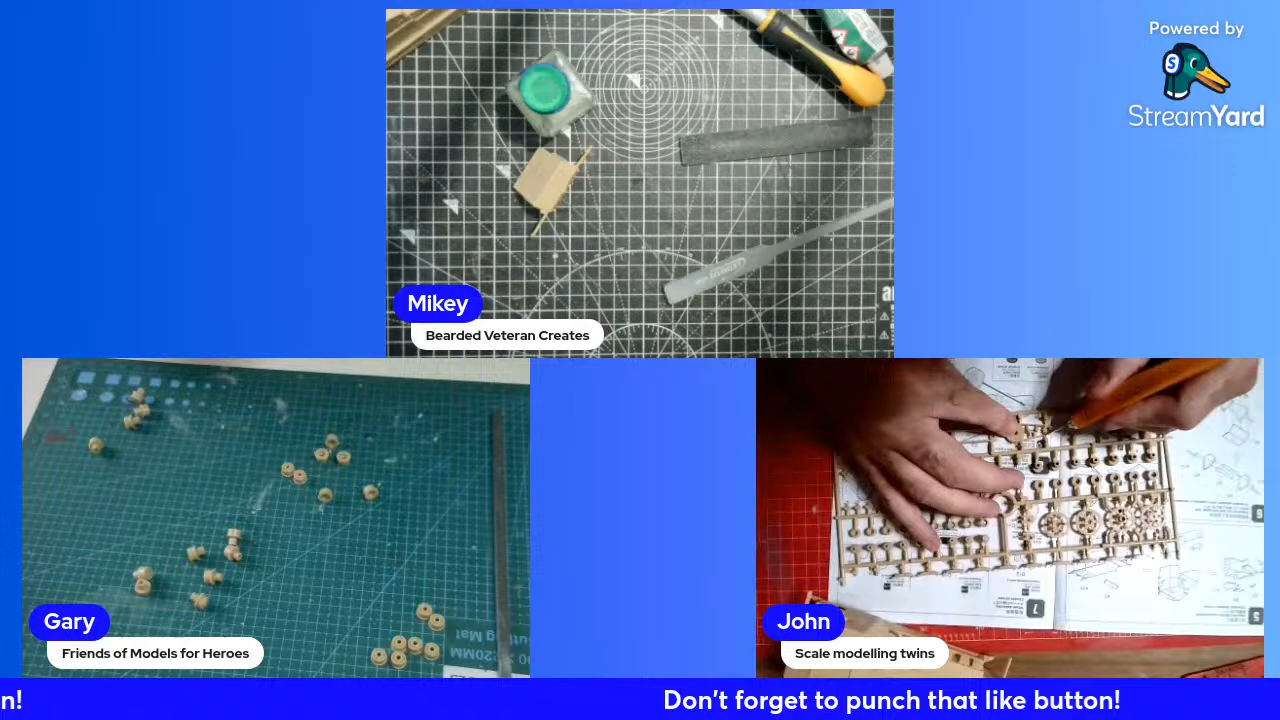 Powered by
StreamYard
Mikey
Bearded Veteran Creates
Gary
Friends of Models for Heroes
John
Scale modelling twins
n!
Don't forget to punch that like button!